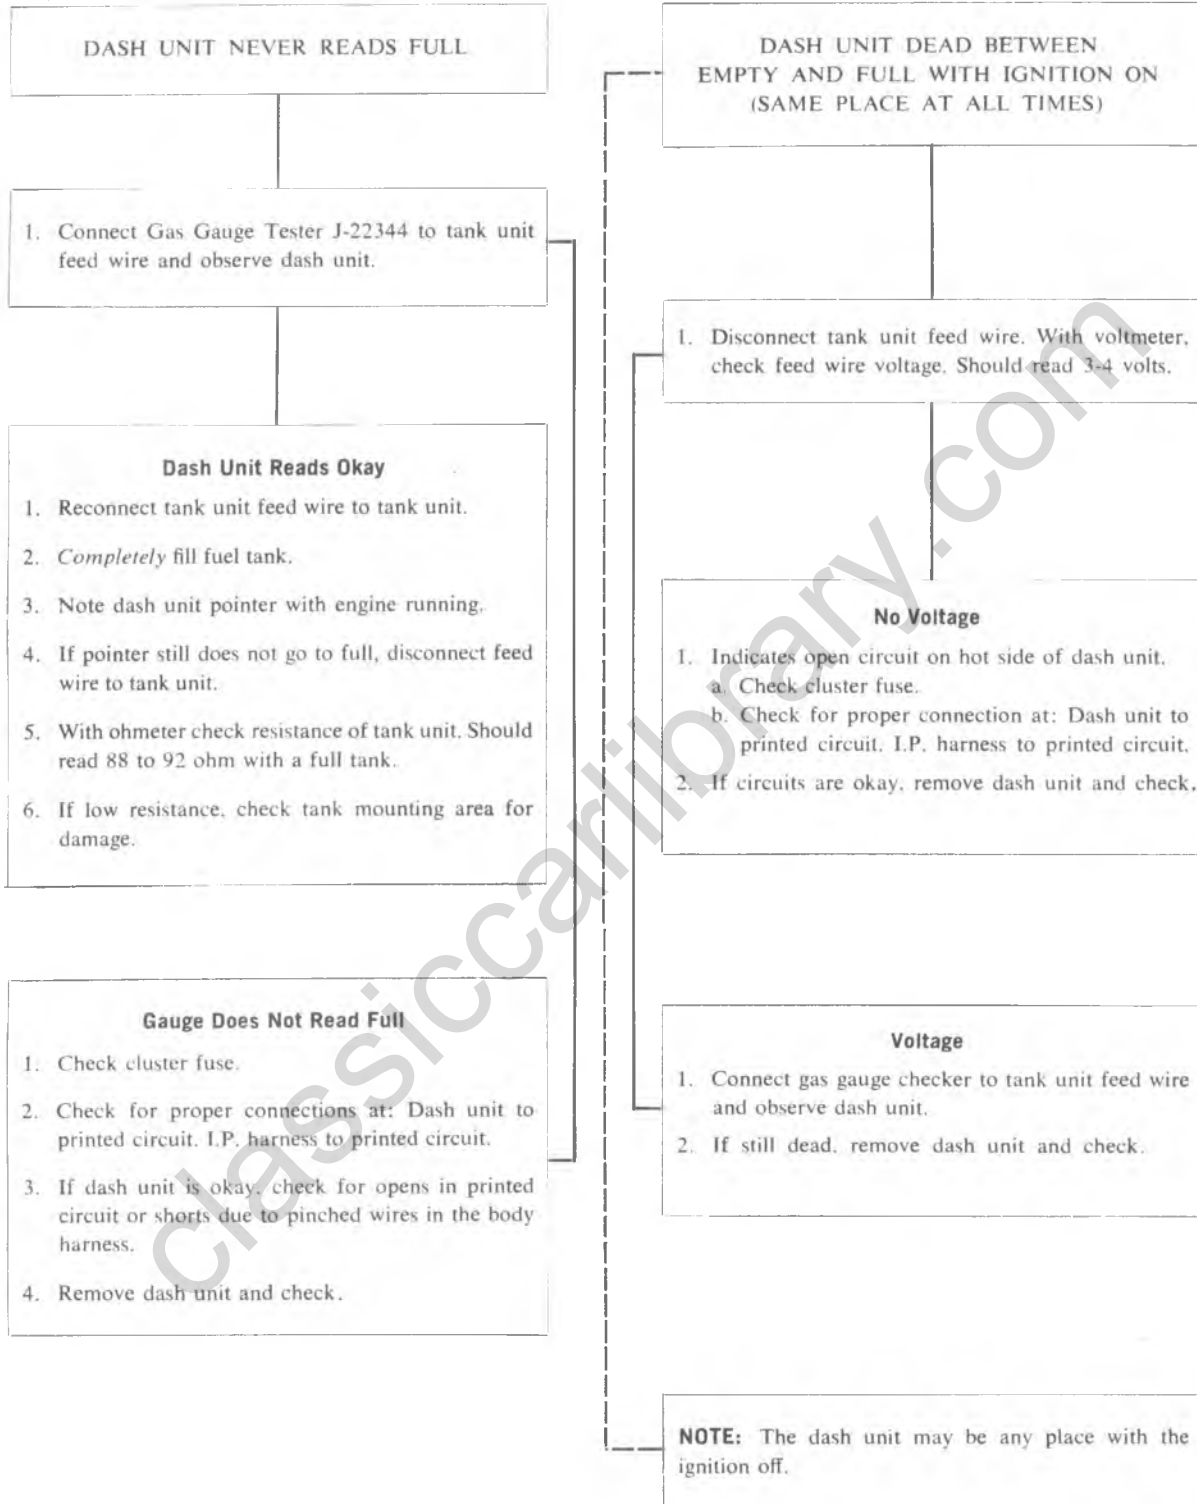 DASH UNIT NEVER READS FULL
1. Connect Gas Gauge Tester J-22344 to tank unit
feed wire and observe dash unit.
Dash Unit Reads Okay
1. Reconnect tank unit feed wire to tank unit.
2. Completely fill fuel tank.
3. Note dash unit pointer with engine running.
4. If pointer still does not go to full, disconnect feed
wire to tank unit.
5. With ohmeter check resistance of tank unit. Should
read 88 to 92 ohm with a full tank.
6. If low resistance, check tank mounting area for
damage.
Gauge Does Not Read Full
1. Check cluster fuse.
2. Check for proper connections at: Dash unit to
printed circuit. I.P. harness to printed circuit.
3. If dash unit is okay, check for opens in printed
circuit or shorts due to pinched wires in the body
harness.
4. Remove dash unit and check.
DASH UNIT DEAD BETWEEN
EMPTY AND FULL WITH IGNITION ON
(SAME PLACE AT ALL TIMES)
1. Disconnect tank unit feed wire. With voltmeter,
check feed wire voltage. Should read 3-4 volts.
No Voltage
1. Indicates open circuit on hot side of dash unit.
a. Check cluster fuse.
b. Check for proper connection at: Dash unit to
printed circuit. I.P. harness to printed circuit.
2. If circuits are okay, remove dash unit and check.
Voltage
1. Connect gas gauge checker to tank unit feed wire
and observe dash unit.
2. If still dead, remove dash unit and check.
NOTE: The dash unit may be any place with the
ignition off.
classiccarlibrary.com